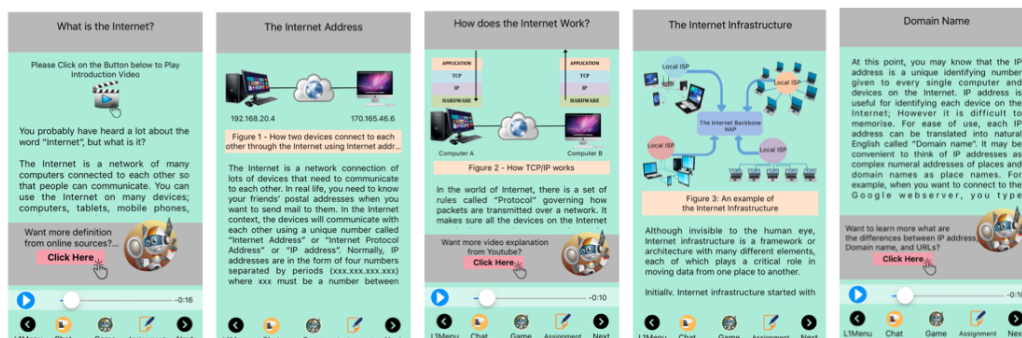 What is the Internet?
Please Click on the Button below to Play
Introduction Video
You probably have heard a lot about the
word "Internet", but what is it?
The Internet is a network of many
computers connected to each other so
that people can communicate. You can
use the Internet on many devices;
computers, tablets, mobile phones,
Want more definition
from online sources?...
Click Here
-0:16
L1Menu Chat Game Assignment Next
The Internet Address
192.168.20.4 170.165.46.6
Figure 1 - How two devices connect to each
other through the Internet using Internet addr...
The Internet is a network connection of
lots of devices that need to communicate
to each other. In real life, you need to know
your friends' postal addresses when you
want to send mail to them. In the Internet
context, the devices will communicate with
each other using a unique number called
"Internet Address" or "Internet Protocol
Address" or "IP address". Normally, IP
addresses are in the form of four numbers
separated by periods (xxx.xxx.xxx.xxx)
where xxx must be a number between
How does the Internet Work?
APPLICATION APPLICATION
TCP TCP
IP IP
HARDWARE HARDWARE
Computer A Computer B
Figure 2 - How TCP/IP works
In the world of Internet, there is a set of
rules called "Protocol" governing how
packets are transmitted over a network. It
makes sure all the devices on the Internet
Want more video explanation
from Youtube?
Click Here
-0:10
L1Menu Chat Game Assignment Next
The Internet Infrastructure
Local ISP
Local ISP
The Internet Backbone
NAP
Local ISP
Local ISP
Figure 3: An example of
the Internet Infrastructure
Although invisible to the human eye,
Internet infrastructure is a framework or
architecture with many different elements,
each of which plays a critical role in
moving data from one place to another.
Initially, Internet infrastructure started with
L1Menu Chat Game Assignment Next
Domain Name
At this point, you may know that the IP
address is a unique identifying number
given to every single computer and
devices on the Internet. IP address is
useful for identifying each device on the
Internet; However it is difficult to
memorise. For ease of use, each IP
address can be translated into natural
English called "Domain name". It may be
convenient to think of IP addresses as
complex numeral addresses of places and
domain names as place names. For
example, when you want to connect to the
Google webserver, you type
Want to learn more what are
the differences between IP address,
Domain name, and URLs?
Click Here
-0:10
L1Menu Chat Game Assignment Next